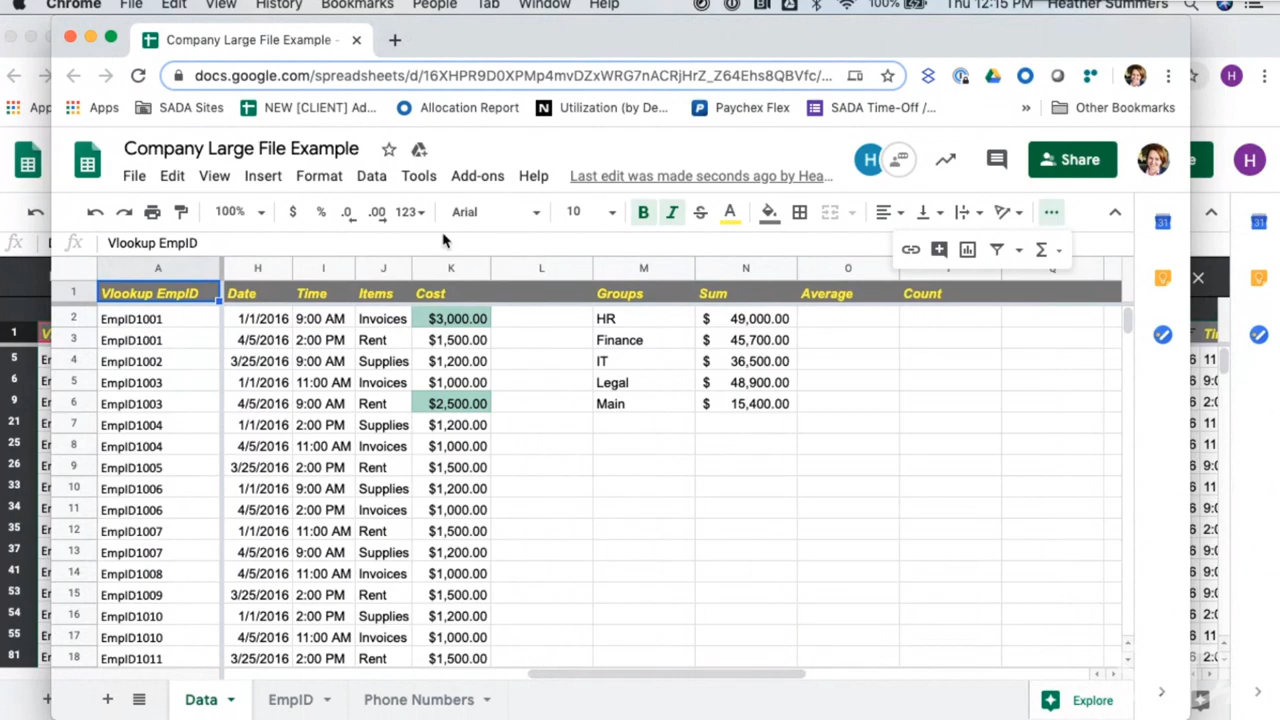 Chrome File Edit View History Bookmarks People Tab Window Help 100% Thu 12:15 PM Heather Summers
Company Large File Example -
docs.google.com/spreadsheets/d/16XHPR9D0XPMp4mvDZxWRG7nACRjHrZ_Z64Ehs8QBVfc/...
H
Apps SADA Sites NEW [CLIENT] Ad... Allocation Report Utilization (by De... Paychex Flex SADA Time-Off /... » Other Bookmarks
Company Large File Example
H Share H
File Edit View Insert Format Data Tools Add-ons Help Last edit was made seconds ago by Hea...
100% $ % .0 .00 123 Arial 10 B I S A
fx Vlookup EmpID
A H I J K L M N O
1 Vlookup EmpID Date Time Items Cost Groups Sum Average Count
2 EmpID1001 1/1/2016 9:00 AM Invoices $3,000.00 HR $ 49,000.00
3 EmpID1001 4/5/2016 2:00 PM Rent $1,500.00 Finance $ 45,700.00
4 EmpID1002 3/25/2016 9:00 AM Supplies $1,200.00 IT $ 36,500.00
5 EmpID1003 1/1/2016 11:00 AM Invoices $1,000.00 Legal $ 48,900.00
6 EmpID1003 4/5/2016 9:00 AM Rent $2,500.00 Main $ 15,400.00
7 EmpID1004 1/1/2016 2:00 PM Supplies $1,200.00
8 EmpID1004 4/5/2016 11:00 AM Invoices $1,000.00
9 EmpID1005 3/25/2016 2:00 PM Rent $1,500.00
10 EmpID1006 1/1/2016 9:00 AM Supplies $1,200.00
11 EmpID1006 4/5/2016 2:00 PM Invoices $1,000.00
12 EmpID1007 1/1/2016 11:00 AM Rent $1,500.00
13 EmpID1007 4/5/2016 9:00 AM Supplies $1,200.00
14 EmpID1008 4/5/2016 11:00 AM Invoices $1,000.00
15 EmpID1009 3/25/2016 2:00 PM Rent $1,500.00
16 EmpID1010 1/1/2016 2:00 PM Supplies $1,200.00
17 EmpID1010 4/5/2016 11:00 AM Invoices $1,000.00
18 EmpID1011 3/25/2016 2:00 PM Rent $1,500.00
Data EmpID Phone Numbers Explore